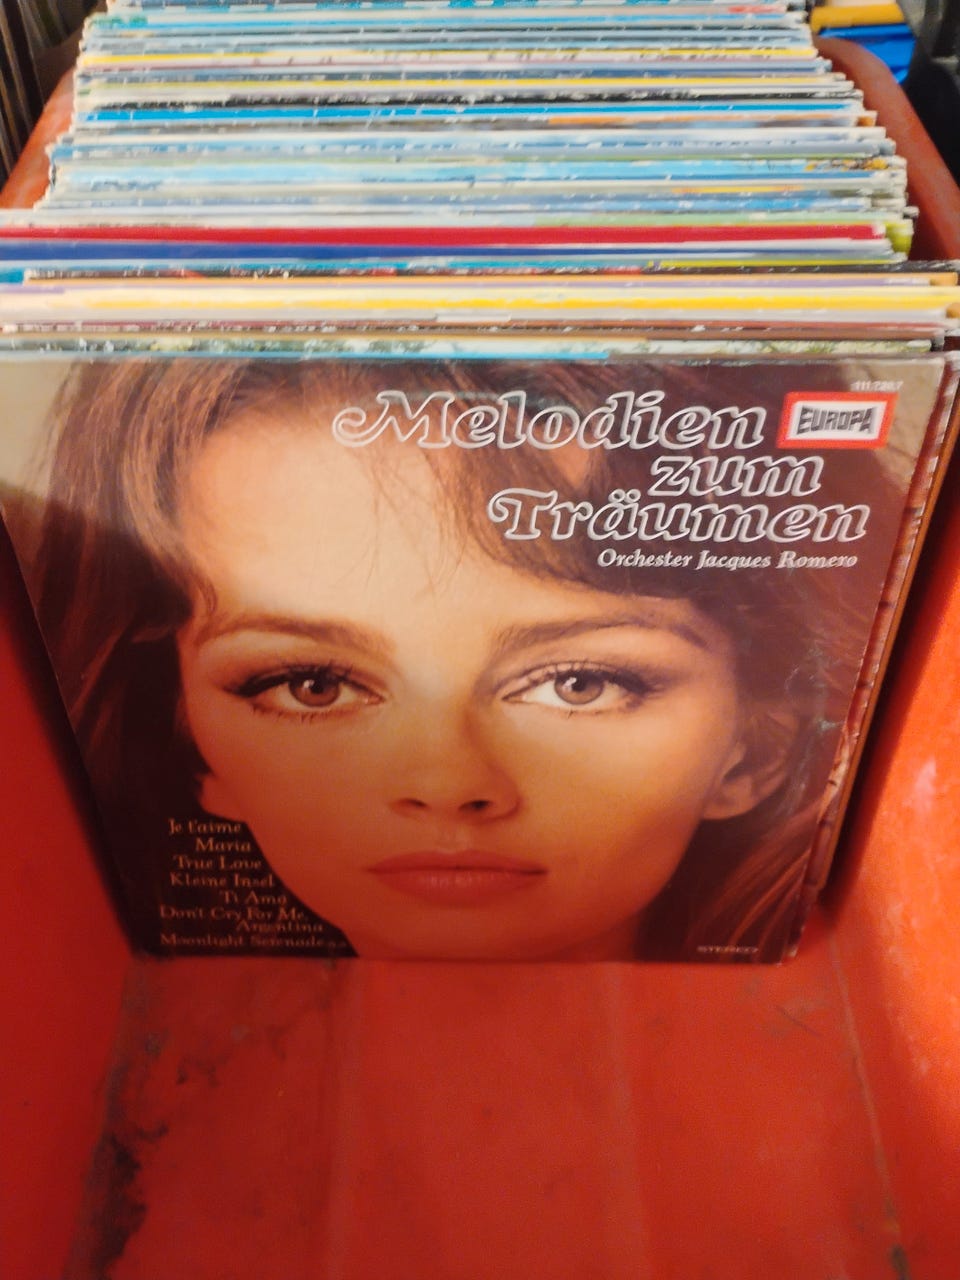 Melodien
zum
Träumen
EUROPA
Orchester Jacques Romero
Je t'aime
Maria
True Love
Kleine Insel
Ti Amo
Don't Cry For Me,
Argentina
Moonlight Serenade
STEREO